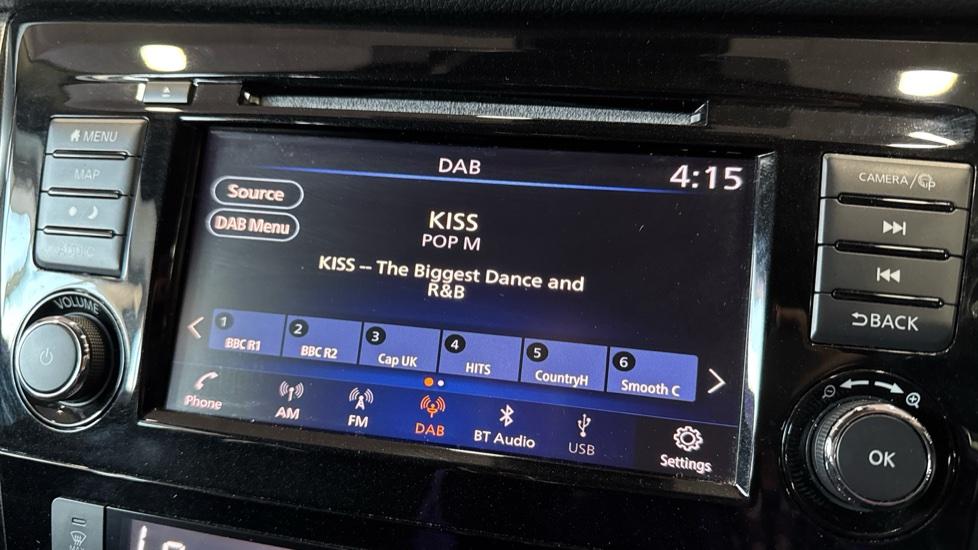 MENU
MAP
AUDIO
VOLUME
DAB
4:15
Source
DAB Menu
KISS
POP M
KISS -- The Biggest Dance and
R&B
1
BBC R1
2
BBC R2
3
Cap UK
4
HITS
5
CountryH
6
Smooth C
Phone
AM
FM
DAB
BT Audio
USB
Settings
CAMERA/
BACK
OK
MAX